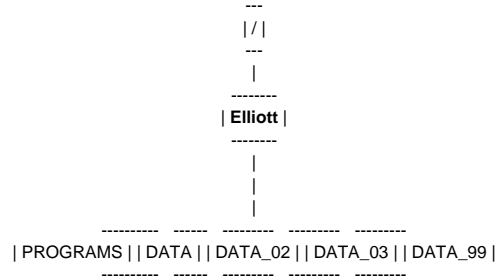 ---
| / |
---
|
--------
| Elliott |
--------
|
|
|
---------- ------ --------- --------- ---------
| PROGRAMS | | DATA | | DATA_02 | | DATA_03 | | DATA_99 |
---------- ------ --------- --------- ---------